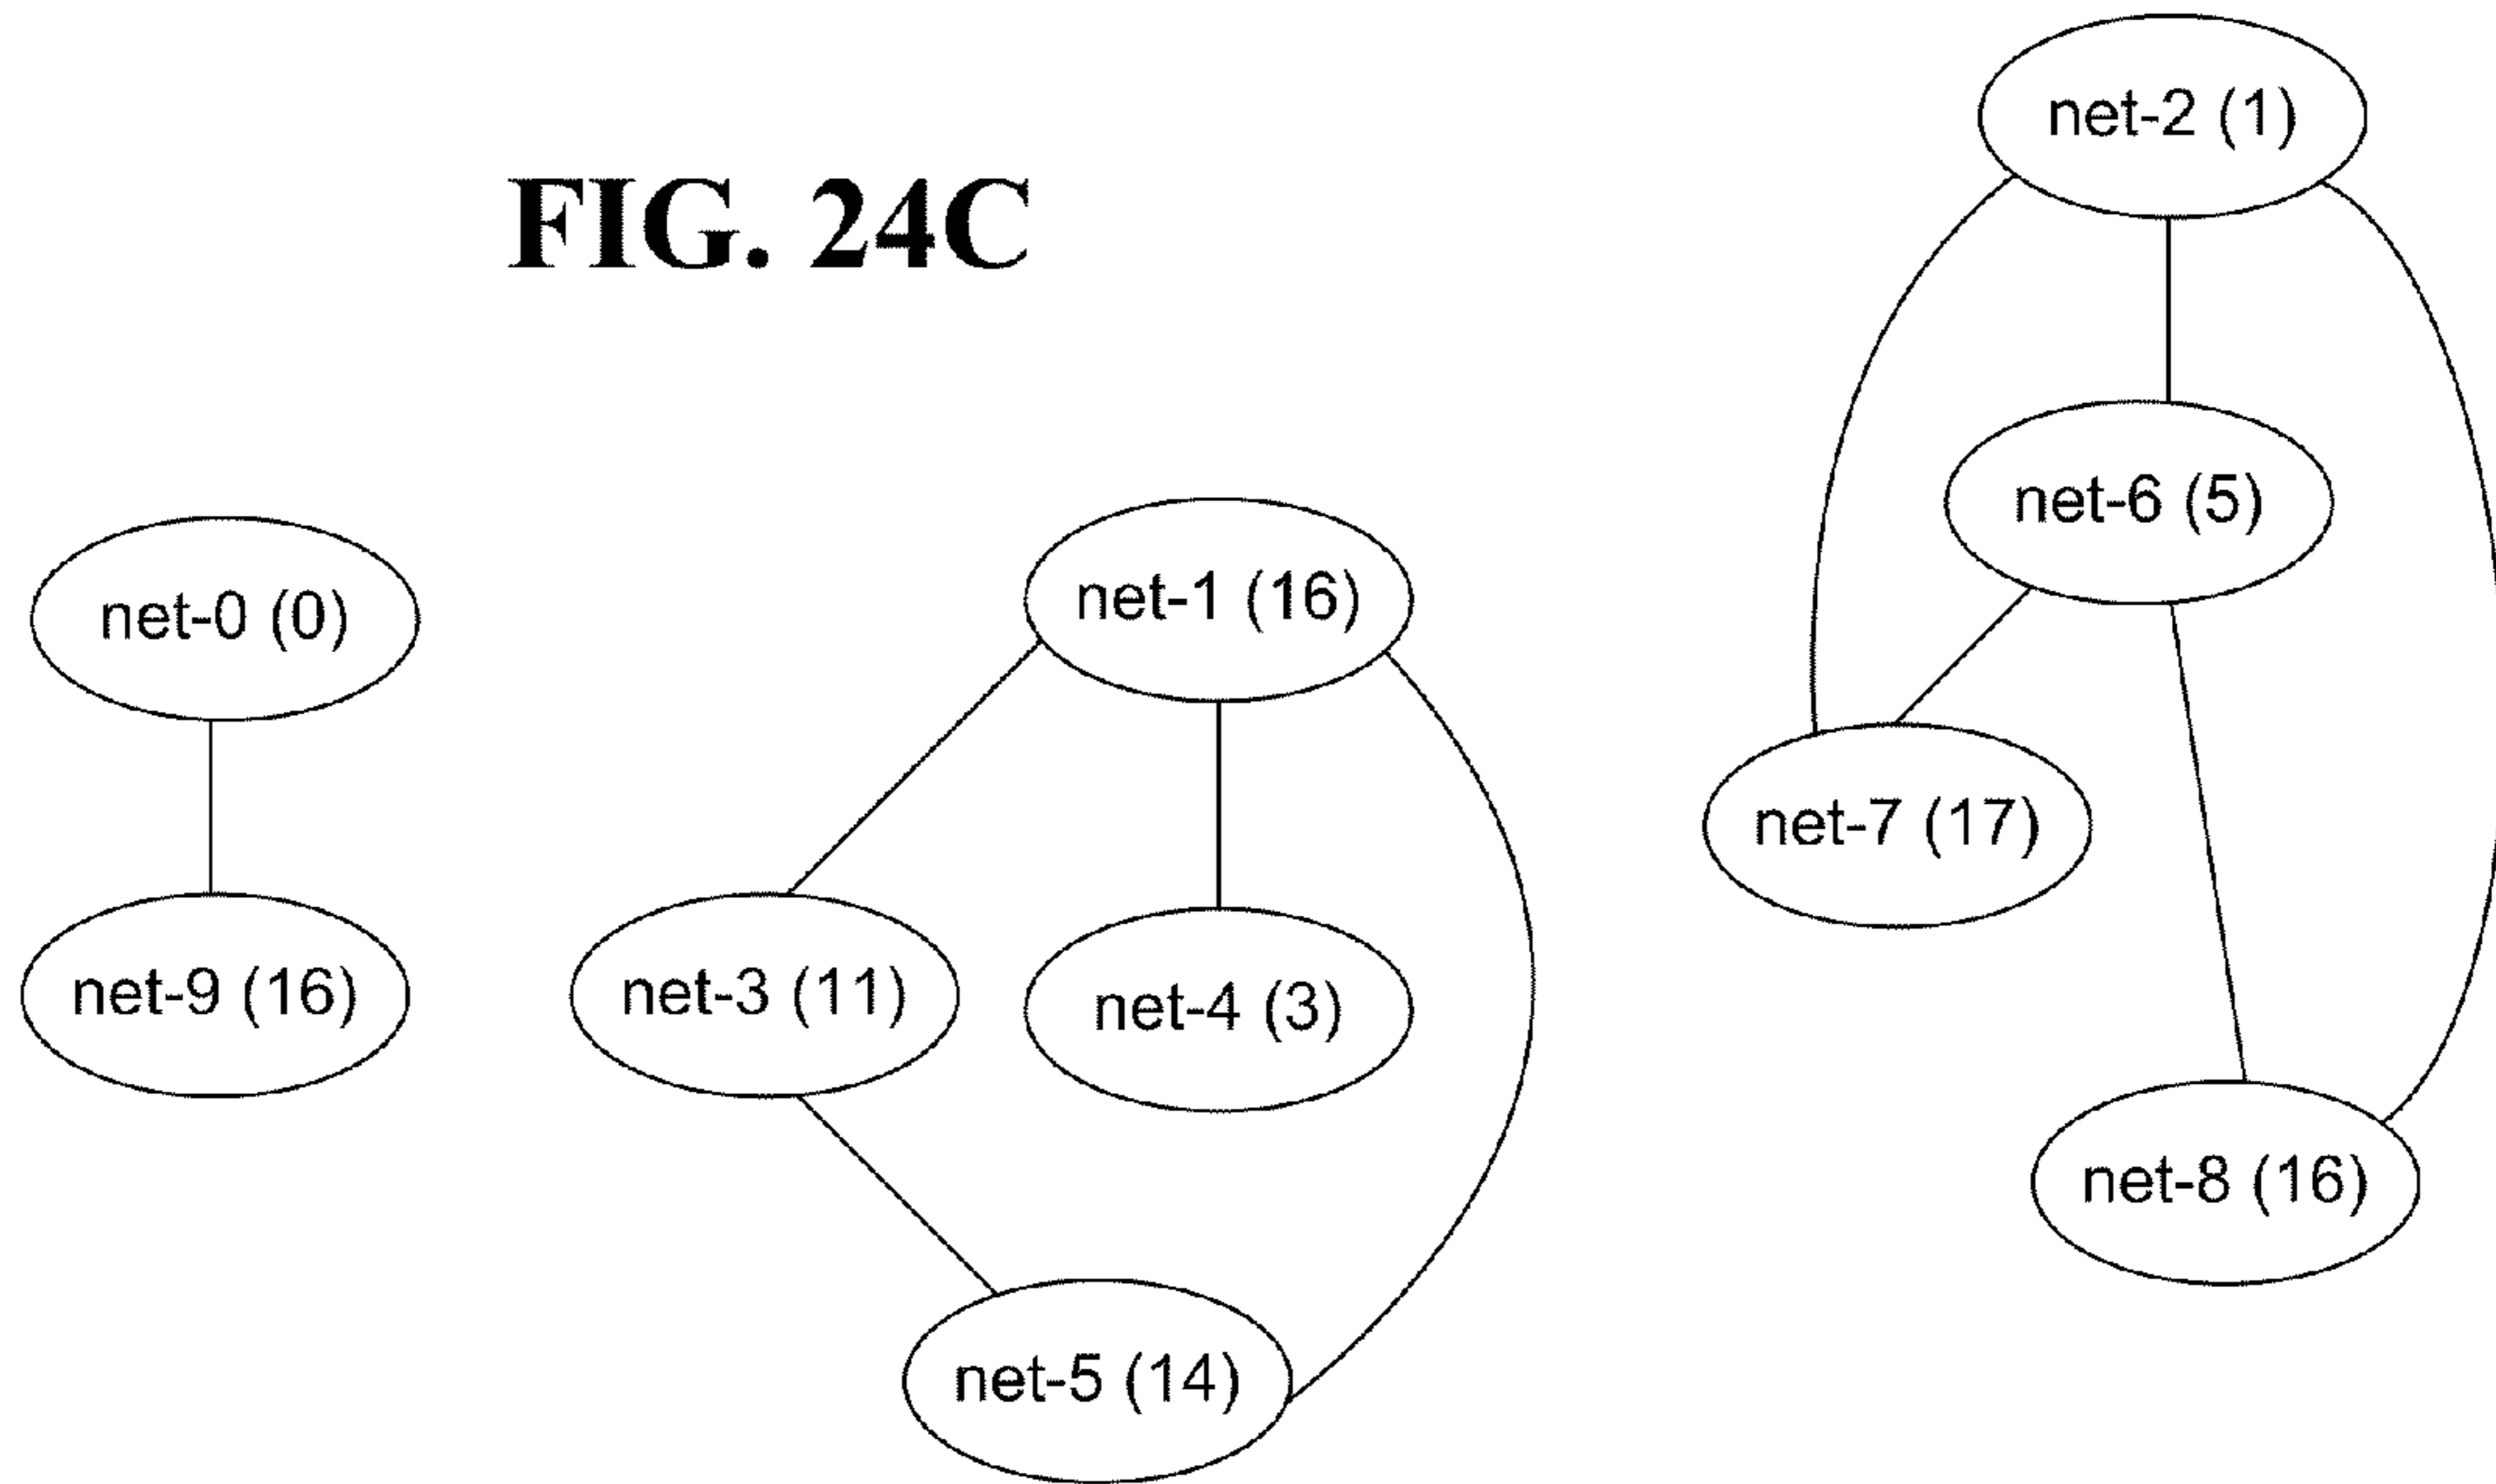 FIG. 24C
net-2 (1)
net-6 (5)
net-0 (0)
net-1 (16)
net-7 (17)
net-9 (16)
net-3 (11)
net-4 (3)
net-8 (16)
net-5 (14)